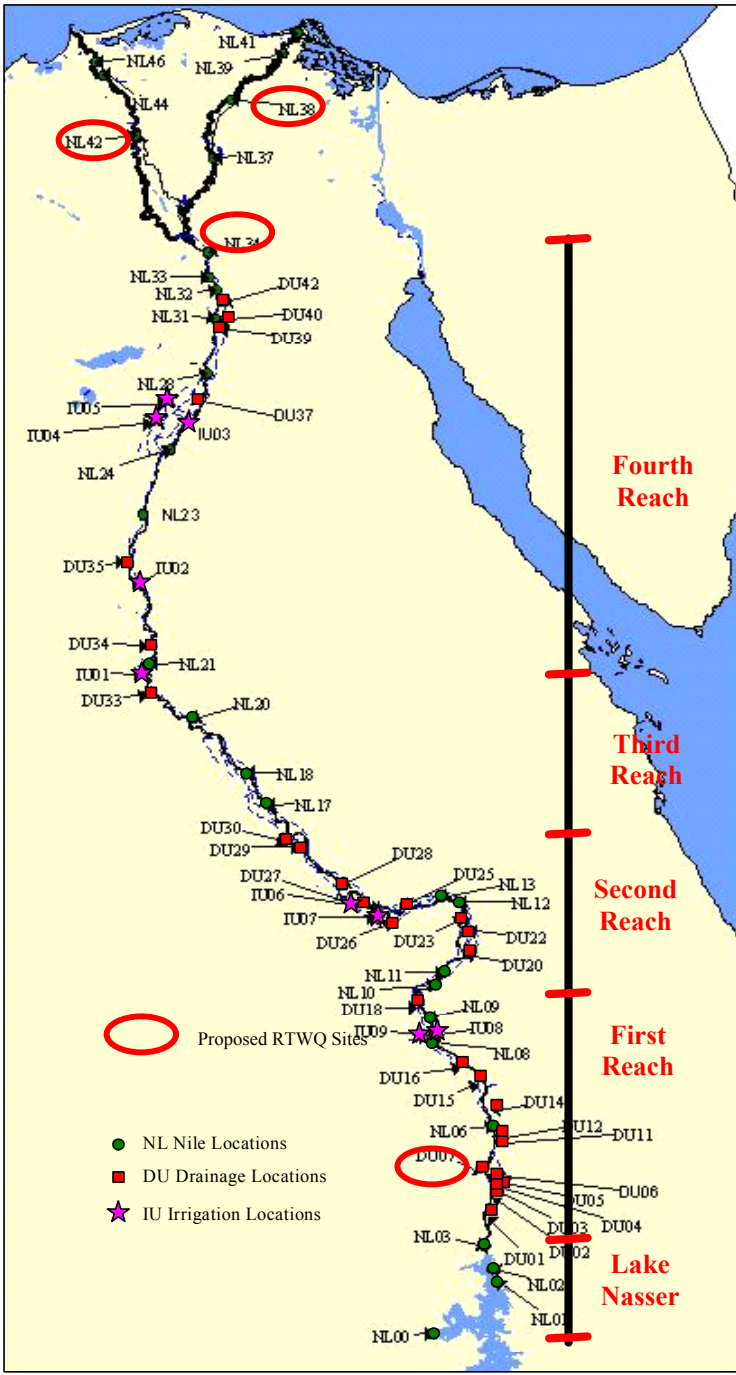 NL41
NL46
NL39
NL44
NL38
NL42
NL37
NL34
NL33
NL32
DU42
NL31
DU40
DU39
NL28
IU05
DU37
IU04
IU03
NL24
Fourth
Reach
NL23
DU35
IU02
DU34
NL21
IU01
DU33
NL20
Third
Reach
NL18
NL17
DU30
DU29
DU28
DU27
DU25
NL13
IU06
NL12
IU07
DU26
DU23
DU22
Second
Reach
DU20
NL11
NL10
DU18
NL09
IU09
IU08
NL08
First
Reach
Proposed RTWQ Sites
DU16
DU15
DU14
NL06
DU12
DU11
NL Nile Locations
DU07
DU Drainage Locations
DU06
DU05
DU04
IU Irrigation Locations
DU03
DU02
NL03
DU01
Lake
Nasser
NL02
NL01
NL00